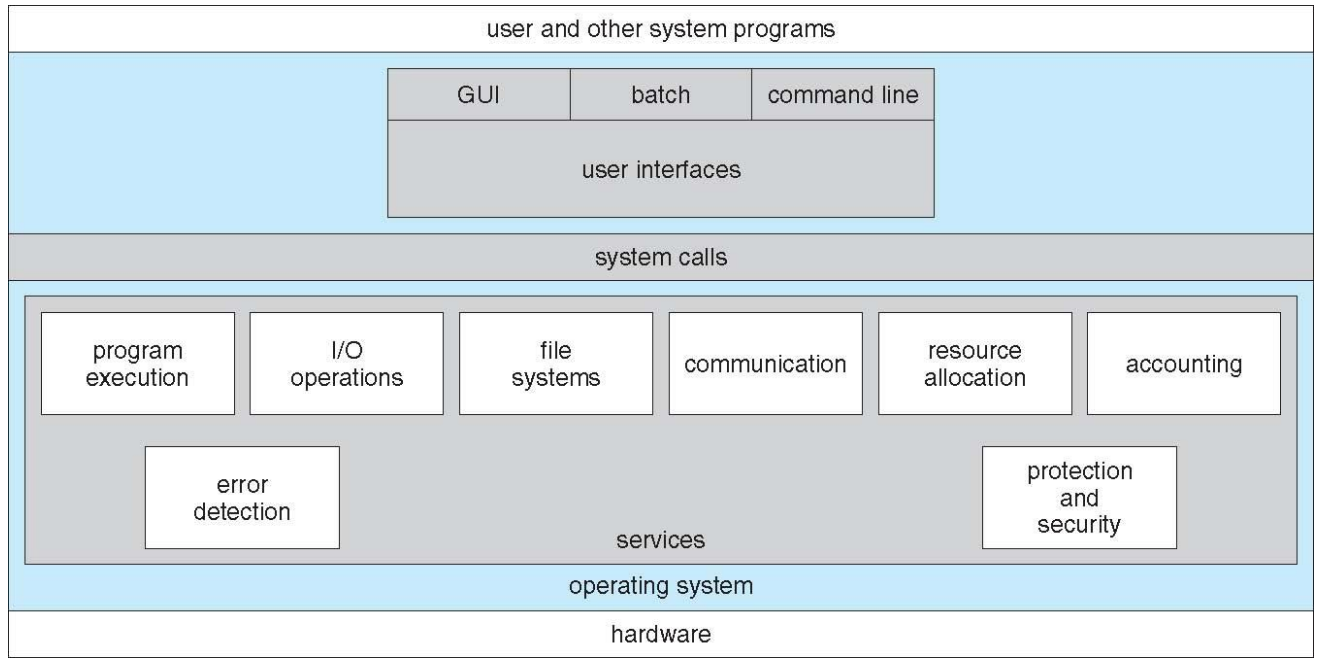 user and other system programs
GUI
batch
command line
user interfaces
system calls
program
execution
I/O
operations
file
systems
communication
resource
allocation
accounting
error
detection
protection
and
security
services
operating system
hardware